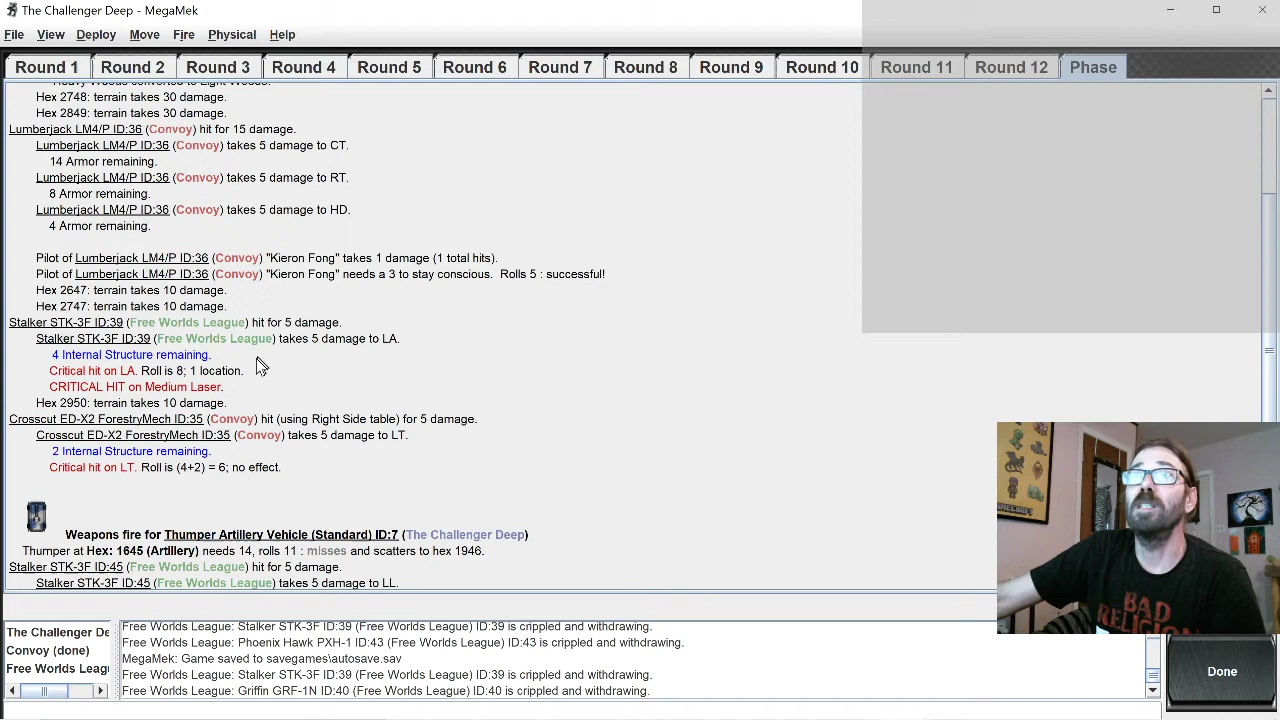 The Challenger Deep - MegaMek
File View Deploy Move Fire Physical Help
Round 1 Round 2 Round 3 Round 4 Round 5 Round 6 Round 7 Round 8 Round 9 Round 10 Round 11 Round 12 Phase
Hex 2748: terrain takes 30 damage.
Hex 2849: terrain takes 30 damage.
Lumberjack LM4/P ID:36 (Convoy) hit for 15 damage.
Lumberjack LM4/P ID:36 (Convoy) takes 5 damage to CT.
14 Armor remaining.
Lumberjack LM4/P ID:36 (Convoy) takes 5 damage to RT.
8 Armor remaining.
Lumberjack LM4/P ID:36 (Convoy) takes 5 damage to HD.
4 Armor remaining.
Pilot of Lumberjack LM4/P ID:36 (Convoy) "Kieron Fong" takes 1 damage (1 total hits).
Pilot of Lumberjack LM4/P ID:36 (Convoy) "Kieron Fong" needs a 3 to stay conscious. Rolls 5 : successful!
Hex 2647: terrain takes 10 damage.
Hex 2747: terrain takes 10 damage.
Stalker STK-3F ID:39 (Free Worlds League) hit for 5 damage.
Stalker STK-3F ID:39 (Free Worlds League) takes 5 damage to LA.
4 Internal Structure remaining.
Critical hit on LA. Roll is 8; 1 location.
CRITICAL HIT on Medium Laser.
Hex 2950: terrain takes 10 damage.
Crosscut ED-X2 ForestryMech ID:35 (Convoy) hit (using Right Side table) for 5 damage.
Crosscut ED-X2 ForestryMech ID:35 (Convoy) takes 5 damage to LT.
2 Internal Structure remaining.
Critical hit on LT. Roll is (4+2) = 6; no effect.
Weapons fire for Thumper Artillery Vehicle (Standard) ID:7 (The Challenger Deep)
Thumper at Hex: 1645 (Artillery) needs 14, rolls 11 : misses and scatters to hex 1946.
Stalker STK-3F ID:45 (Free Worlds League) hit for 5 damage.
Stalker STK-3F ID:45 (Free Worlds League) takes 5 damage to LL.
The Challenger De
Convoy (done)
Free Worlds Leagu
Free Worlds League: Stalker STK-3F ID:39 (Free Worlds League) ID:39 is crippled and withdrawing.
Free Worlds League: Phoenix Hawk PXH-1 ID:43 (Free Worlds League) ID:43 is crippled and withdrawing.
MegaMek: Game saved to savegames\autosave.sav
Free Worlds League: Stalker STK-3F ID:39 (Free Worlds League) ID:39 is crippled and withdrawing.
Free Worlds League: Griffin GRF-1N ID:40 (Free Worlds League) ID:40 is crippled and withdrawing.
BAD
RELIGION
Done